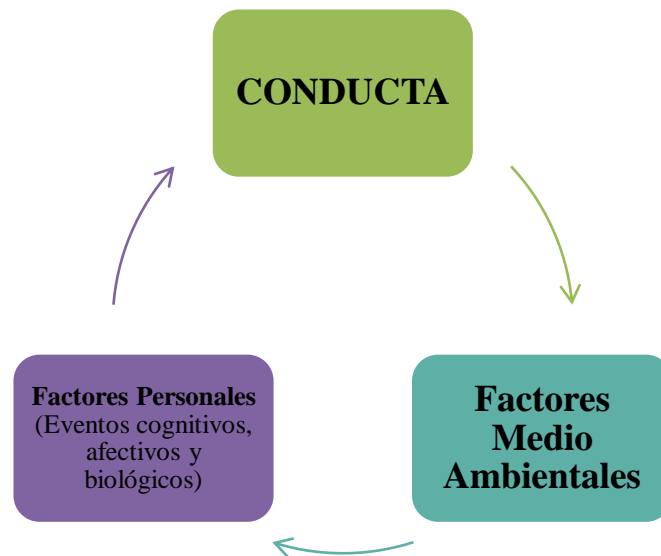 CONDUCTA
Factores Personales
(Eventos cognitivos,
afectivos y
biológicos)
Factores
Medio
Ambientales